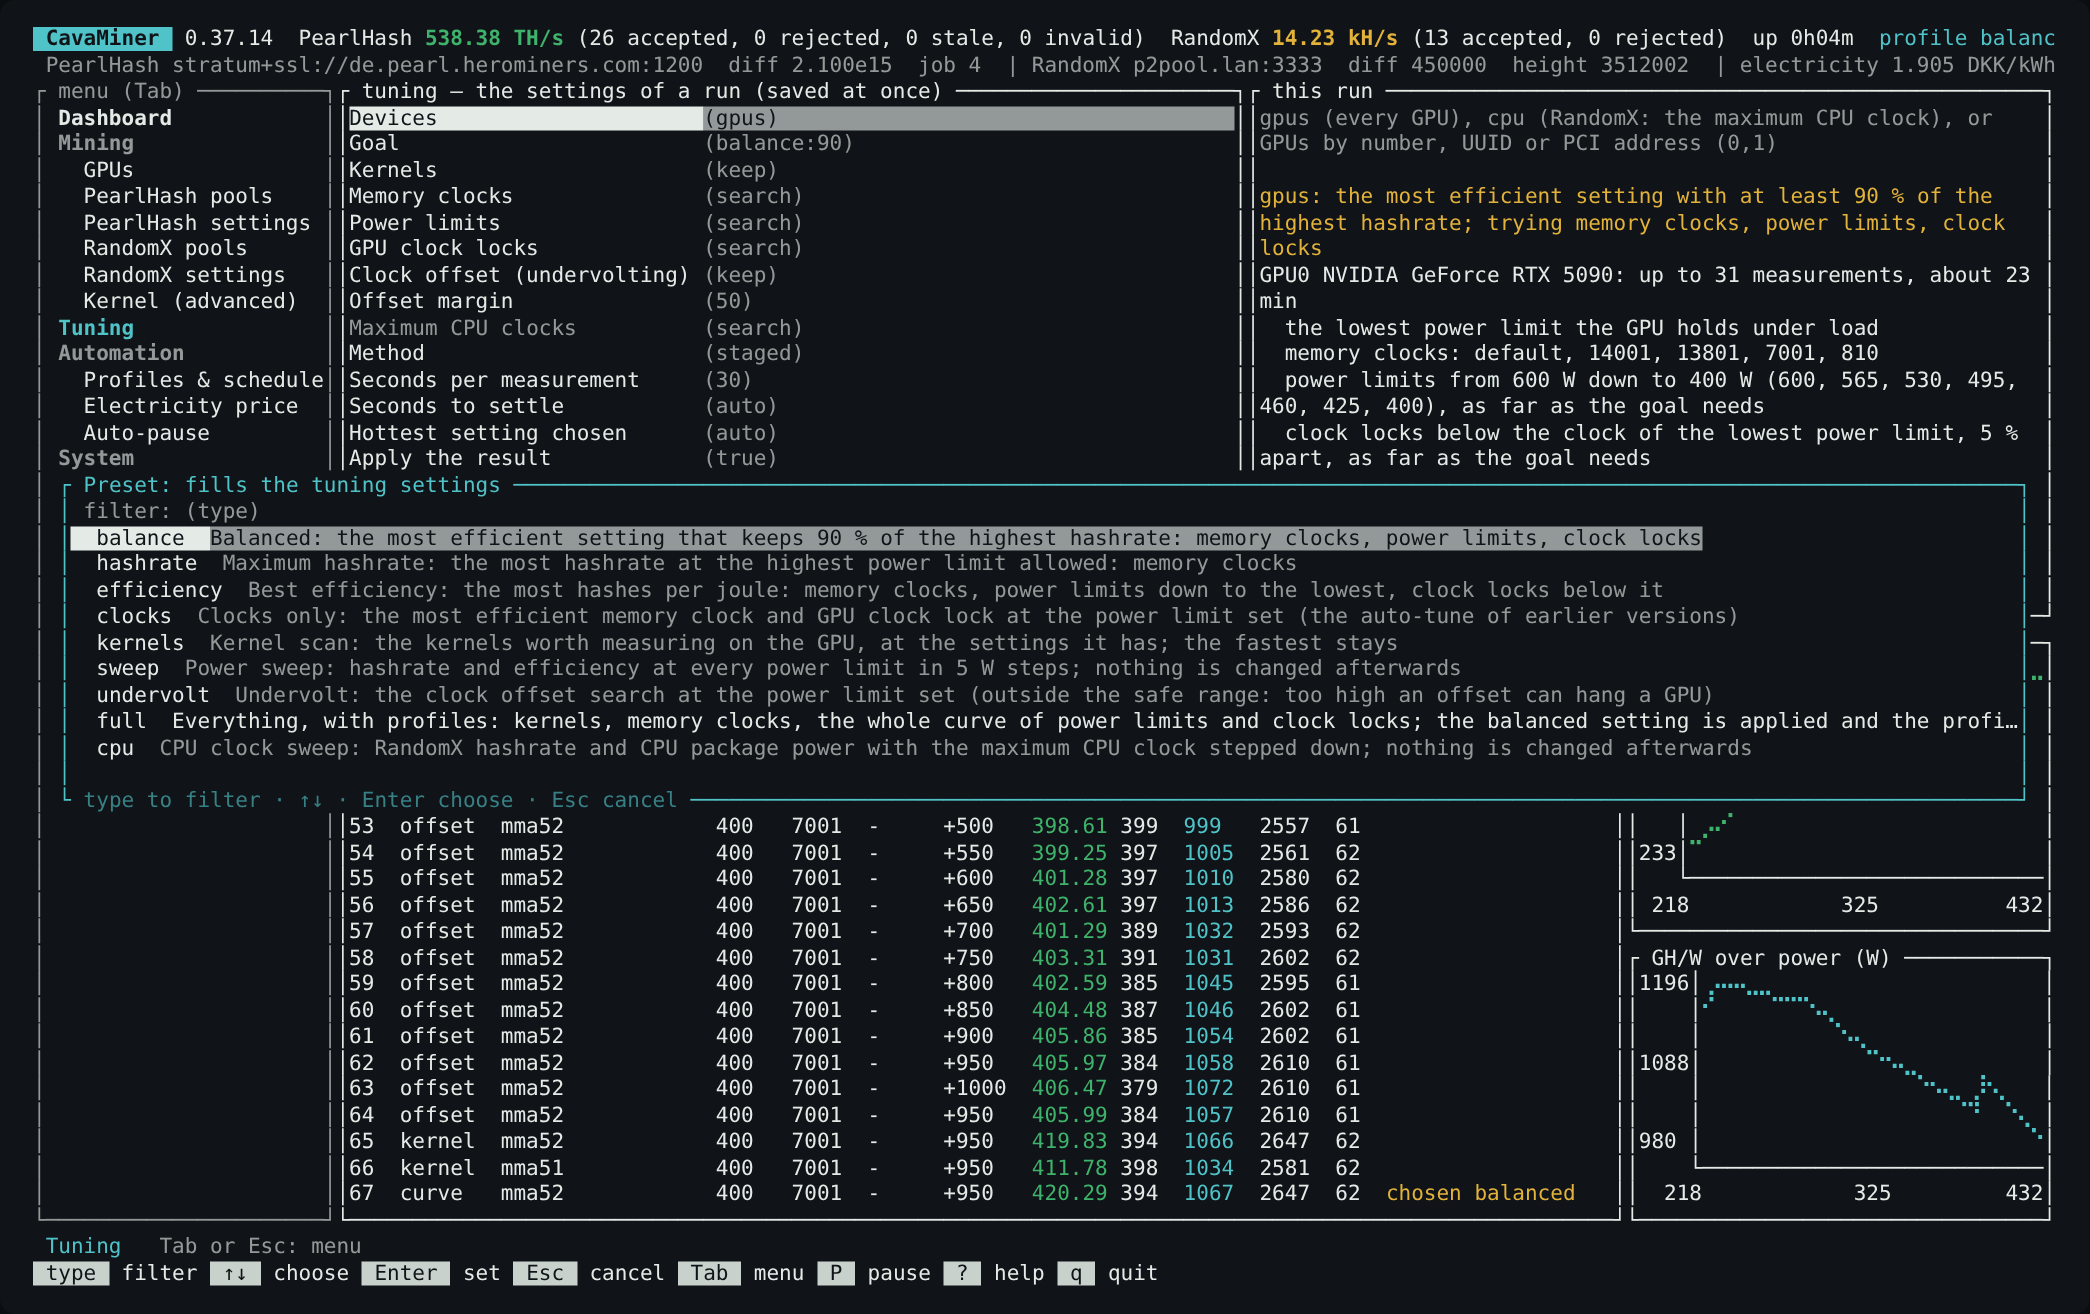 CavaMiner 0.37.14 PearlHash 538.38 TH/s (26 accepted, 0 rejected, 0 stale, 0 invalid) RandomX 14.23 kH/s (13 accepted, 0 rejected) up 0h04m profile balanc
PearlHash stratum+ssl://de.pearl.herominers.com:1200 diff 2.100e15 job 4 | RandomX p2pool.lan:3333 diff 450000 height 3512002 | electricity 1.905 DKK/kWh
menu (Tab)
Dashboard
Mining
GPUs
PearlHash pools
PearlHash settings
RandomX pools
RandomX settings
Kernel (advanced)
Tuning
Automation
Profiles & schedule
Electricity price
Auto-pause
System
tuning — the settings of a run (saved at once)
Devices (gpus)
Goal (balance:90)
Kernels (keep)
Memory clocks (search)
Power limits (search)
GPU clock locks (search)
Clock offset (undervolting) (keep)
Offset margin (50)
Maximum CPU clocks (search)
Method (staged)
Seconds per measurement (30)
Seconds to settle (auto)
Hottest setting chosen (auto)
Apply the result (true)
this run
gpus (every GPU), cpu (RandomX: the maximum CPU clock), or
GPUs by number, UUID or PCI address (0,1)
gpus: the most efficient setting with at least 90 % of the
highest hashrate; trying memory clocks, power limits, clock
locks
GPU0 NVIDIA GeForce RTX 5090: up to 31 measurements, about 23
min
the lowest power limit the GPU holds under load
memory clocks: default, 14001, 13801, 7001, 810
power limits from 600 W down to 400 W (600, 565, 530, 495,
460, 425, 400), as far as the goal needs
clock locks below the clock of the lowest power limit, 5 %
apart, as far as the goal needs
Preset: fills the tuning settings
filter: (type)
balance Balanced: the most efficient setting that keeps 90 % of the highest hashrate: memory clocks, power limits, clock locks
hashrate Maximum hashrate: the most hashrate at the highest power limit allowed: memory clocks
efficiency Best efficiency: the most hashes per joule: memory clocks, power limits down to the lowest, clock locks below it
clocks Clocks only: the most efficient memory clock and GPU clock lock at the power limit set (the auto-tune of earlier versions)
kernels Kernel scan: the kernels worth measuring on the GPU, at the settings it has; the fastest stays
sweep Power sweep: hashrate and efficiency at every power limit in 5 W steps; nothing is changed afterwards
undervolt Undervolt: the clock offset search at the power limit set (outside the safe range: too high an offset can hang a GPU)
full Everything, with profiles: kernels, memory clocks, the whole curve of power limits and clock locks; the balanced setting is applied and the profi…
cpu CPU clock sweep: RandomX hashrate and CPU package power with the maximum CPU clock stepped down; nothing is changed afterwards
type to filter · ↑↓ · Enter choose · Esc cancel
53 offset mma52 400 7001 - +500 398.61 399 999 2557 61
54 offset mma52 400 7001 - +550 399.25 397 1005 2561 62
55 offset mma52 400 7001 - +600 401.28 397 1010 2580 62
56 offset mma52 400 7001 - +650 402.61 397 1013 2586 62
57 offset mma52 400 7001 - +700 401.29 389 1032 2593 62
58 offset mma52 400 7001 - +750 403.31 391 1031 2602 62
59 offset mma52 400 7001 - +800 402.59 385 1045 2595 61
60 offset mma52 400 7001 - +850 404.48 387 1046 2602 61
61 offset mma52 400 7001 - +900 405.86 385 1054 2602 61
62 offset mma52 400 7001 - +950 405.97 384 1058 2610 61
63 offset mma52 400 7001 - +1000 406.47 379 1072 2610 61
64 offset mma52 400 7001 - +950 405.99 384 1057 2610 61
65 kernel mma52 400 7001 - +950 419.83 394 1066 2647 62
66 kernel mma51 400 7001 - +950 411.78 398 1034 2581 62
67 curve mma52 400 7001 - +950 420.29 394 1067 2647 62 chosen balanced
233
218 325 432
GH/W over power (W)
1196
1088
980
218 325 432
Tuning Tab or Esc: menu
type filter ↑↓ choose Enter set Esc cancel Tab menu P pause ? help q quit